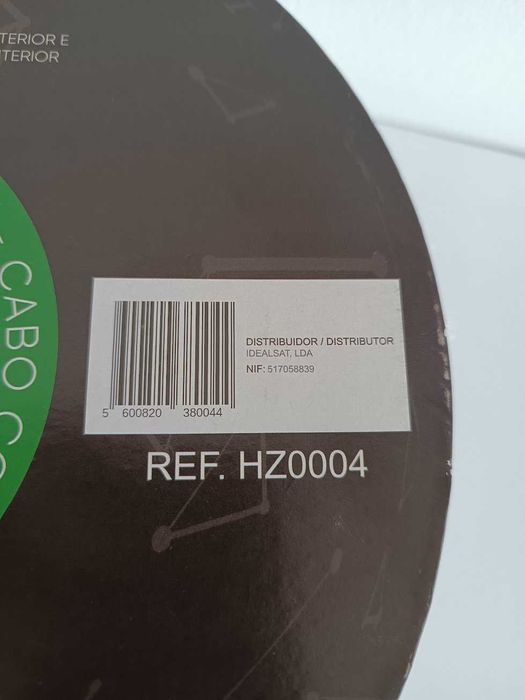 TERIOR E
TERIOR
CABO
DISTRIBUIDOR / DISTRIBUTOR
IDEALSAT, LDA
NIF: 517058839
5 600820 380044
REF. HZ0004